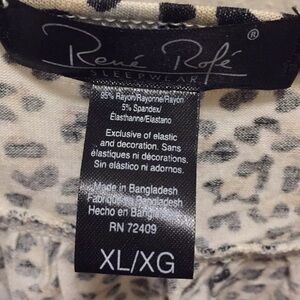 René Rofé ®
SLEEPWEAR
95% Rayon/Rayonne/Rayon
5% Spandex/
Élasthanne/Elastano
Exclusive of elastic
and decoration. Sans
élastiques ni décorations.
Sin elástico ni adornos.
Made in Bangladesh
Fabriqué en Bangladesh
Hecho en Bangladesh
RN 72409
XL/XG